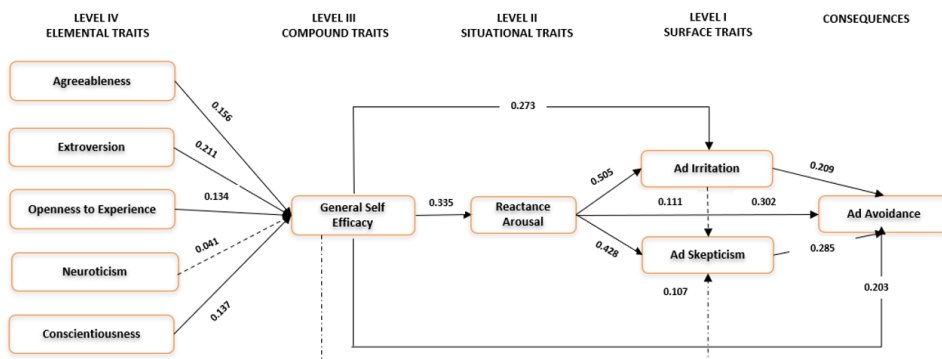 LEVEL IV
ELEMENTAL TRAITS
LEVEL III
COMPOUND TRAITS
LEVEL II
SITUATIONAL TRAITS
LEVEL I
SURFACE TRAITS
CONSEQUENCES
Agreeableness
0.156
0.273
Extroversion
0.211
Ad Irritation
0.209
0.505
Openness to Experience
0.134
General Self
Efficacy
0.335
Reactance
Arousal
0.111
0.302
Ad Avoidance
Neuroticism
0.041
0.428
Ad Skepticism
0.285
0.107
0.203
Conscientiousness
0.137